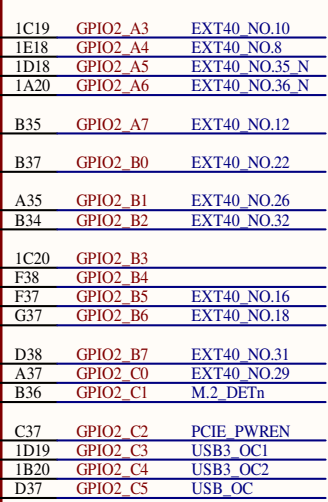 1C19 GPIO2_A3 EXT40_NO.10
1E18 GPIO2_A4 EXT40_NO.8
1D18 GPIO2_A5 EXT40_NO.35_N
1A20 GPIO2_A6 EXT40_NO.36_N
B35 GPIO2_A7 EXT40_NO.12
B37 GPIO2_B0 EXT40_NO.22
A35 GPIO2_B1 EXT40_NO.26
B34 GPIO2_B2 EXT40_NO.32
1C20 GPIO2_B3
F38 GPIO2_B4
F37 GPIO2_B5 EXT40_NO.16
G37 GPIO2_B6 EXT40_NO.18
D38 GPIO2_B7 EXT40_NO.31
A37 GPIO2_C0 EXT40_NO.29
B36 GPIO2_C1 M.2_DETn
C37 GPIO2_C2 PCIE_PWREN
1D19 GPIO2_C3 USB3_OC1
1B20 GPIO2_C4 USB3_OC2
D37 GPIO2_C5 USB_OC